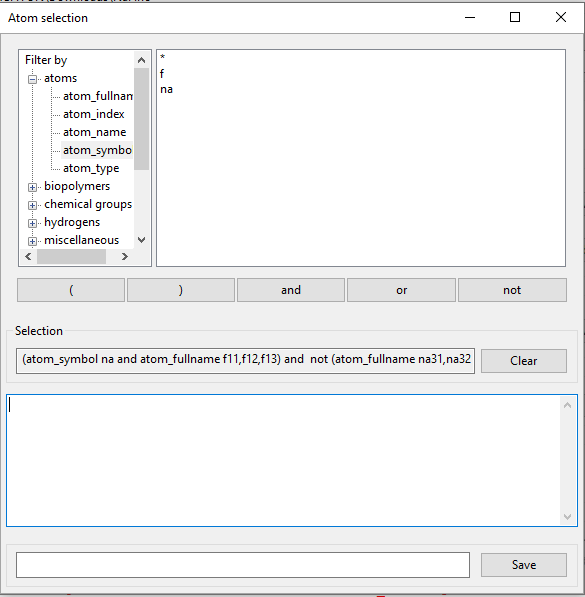 Atom selection
Filter by
atoms
atom_fullnam
atom_index
atom_name
atom_symbo
atom_type
biopolymers
chemical groups
hydrogens
miscellaneous
*
f
na
( ) and or not
Selection
(atom_symbol na and atom_fullname f11,f12,f13) and  not (atom_fullname na31,na32
Clear
Save